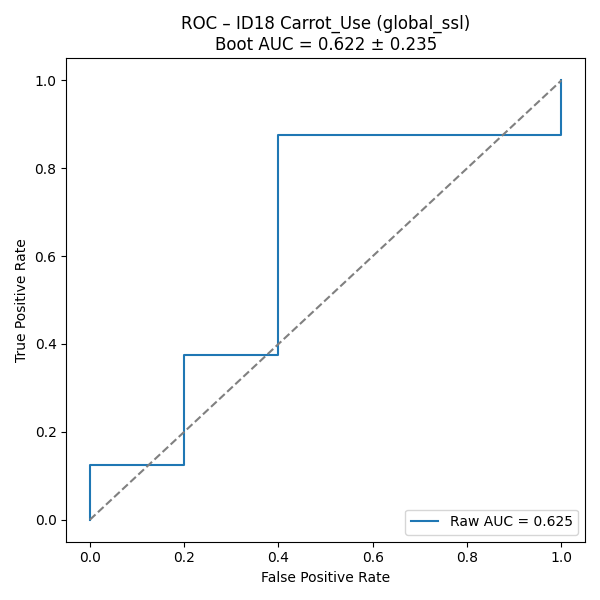 ROC – ID18 Carrot_Use (global_ssl)
Boot AUC = 0.622 ± 0.235
True Positive Rate
1.0
0.8
0.6
0.4
0.2
0.0
Raw AUC = 0.625
0.0 0.2 0.4 0.6 0.8 1.0
False Positive Rate